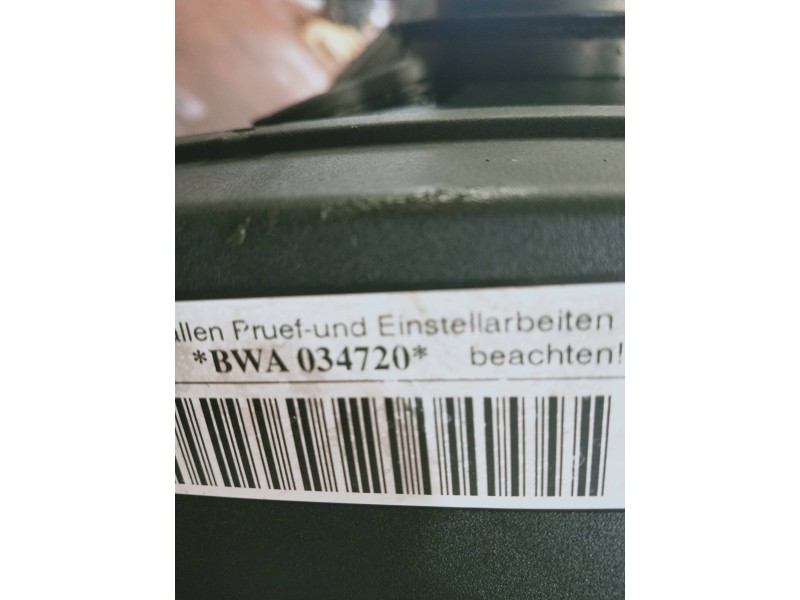 allen Pruef-und Einstellarbeiten
*BWA 034720* beachten!